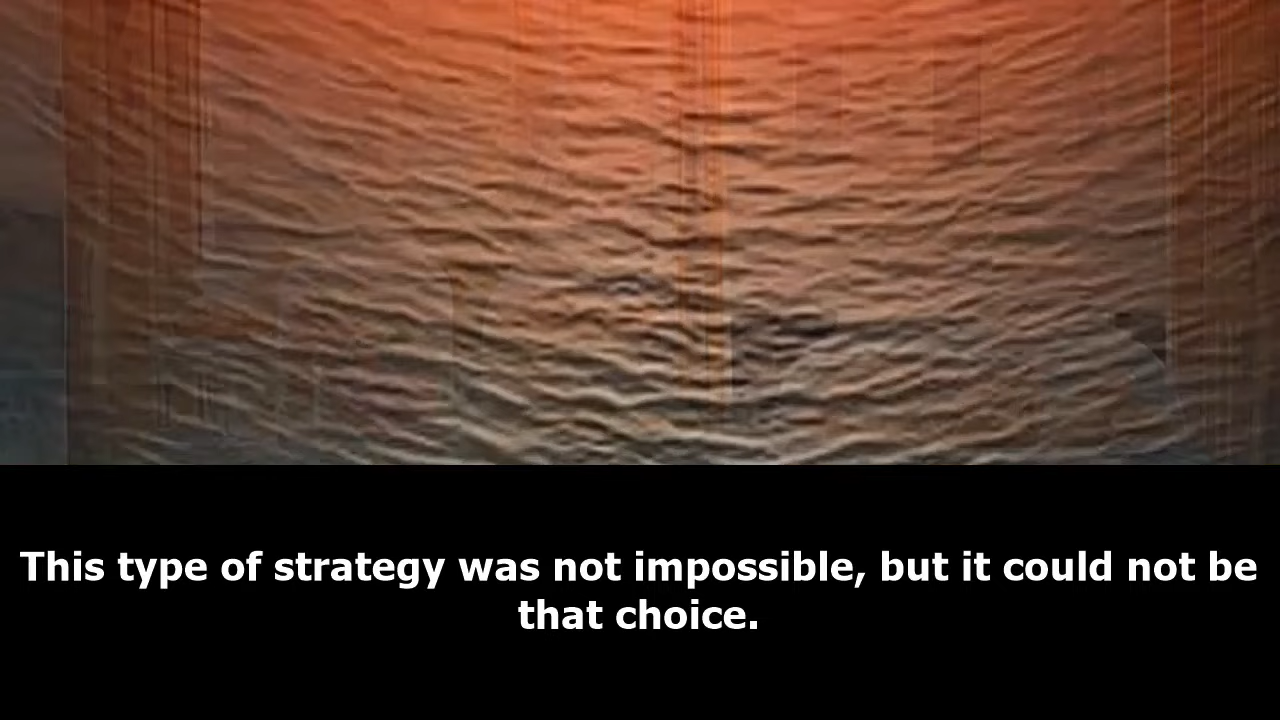 This type of strategy was not impossible, but it could not be
that choice.